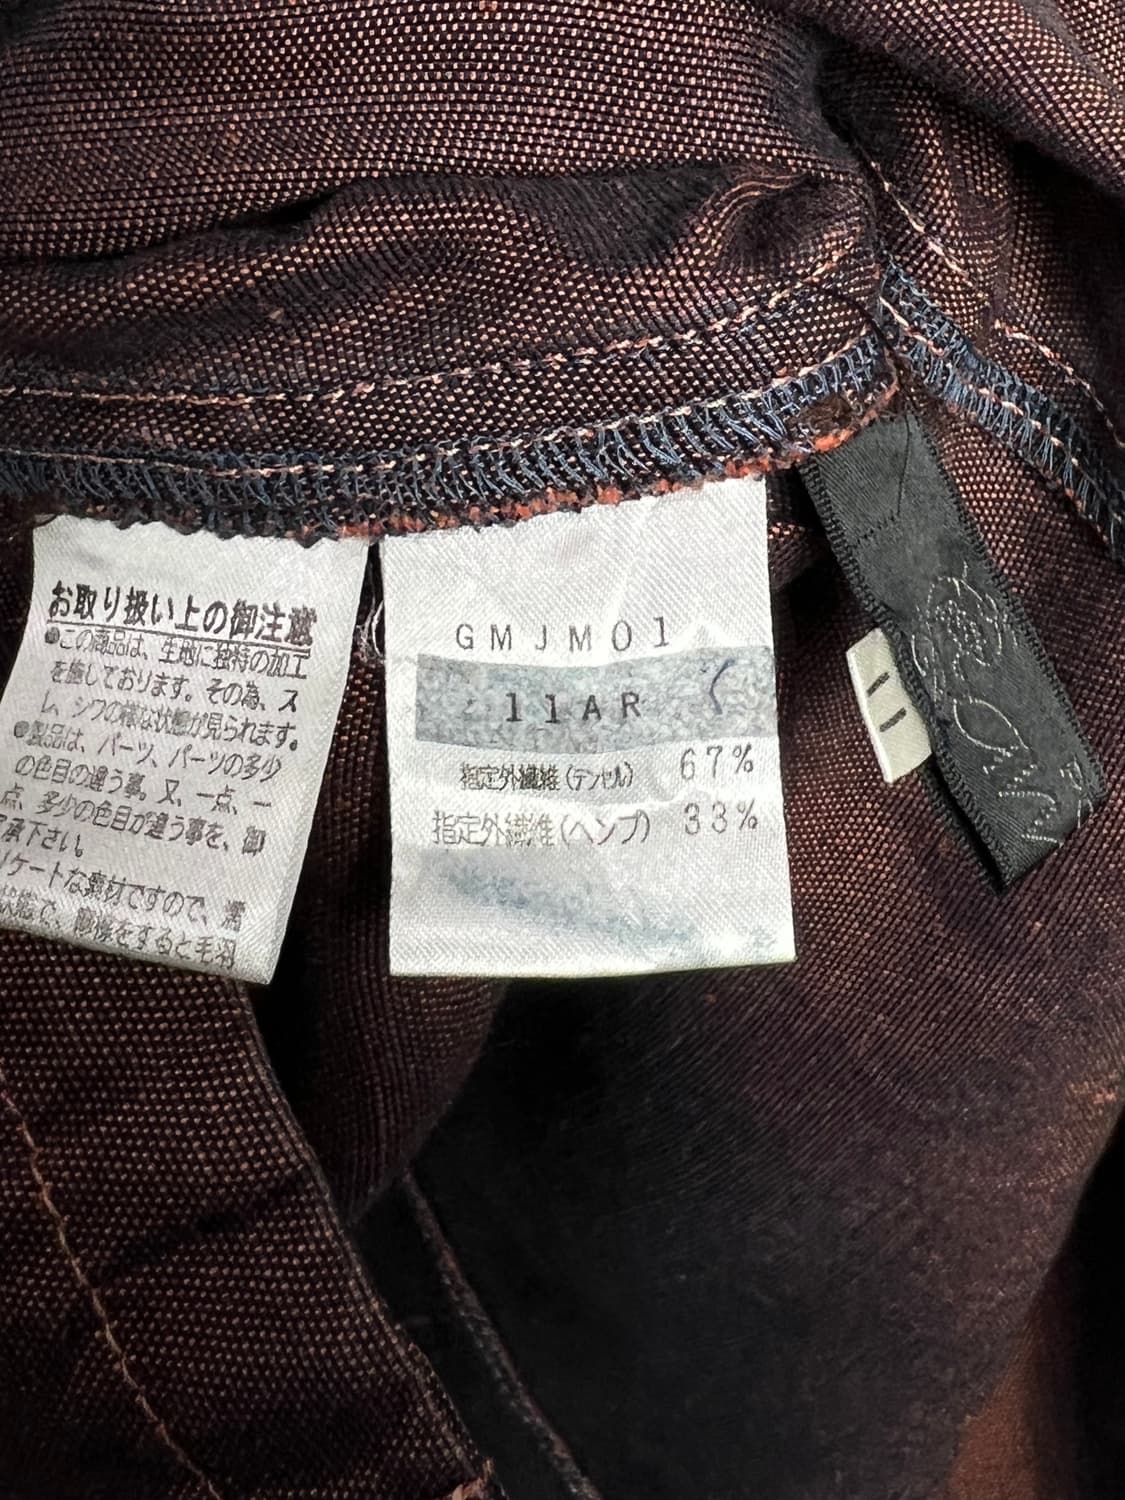 お取り扱い上の御注意
●この商品は、生地に独特の加工
を施しております。その為、ス
レ、シワの様な状態が見られます。
●製品は、パーツ、パーツの多少
の色目の違う事。又、一点、一
点、多少の色目が違う事を、御
承下さい。
ケートな素材ですので、濡
状態で、摩擦をすると毛羽
GMJM01
11AR
指定外繊維(テンセル) 67%
指定外繊維(ヘンプ) 33%
11